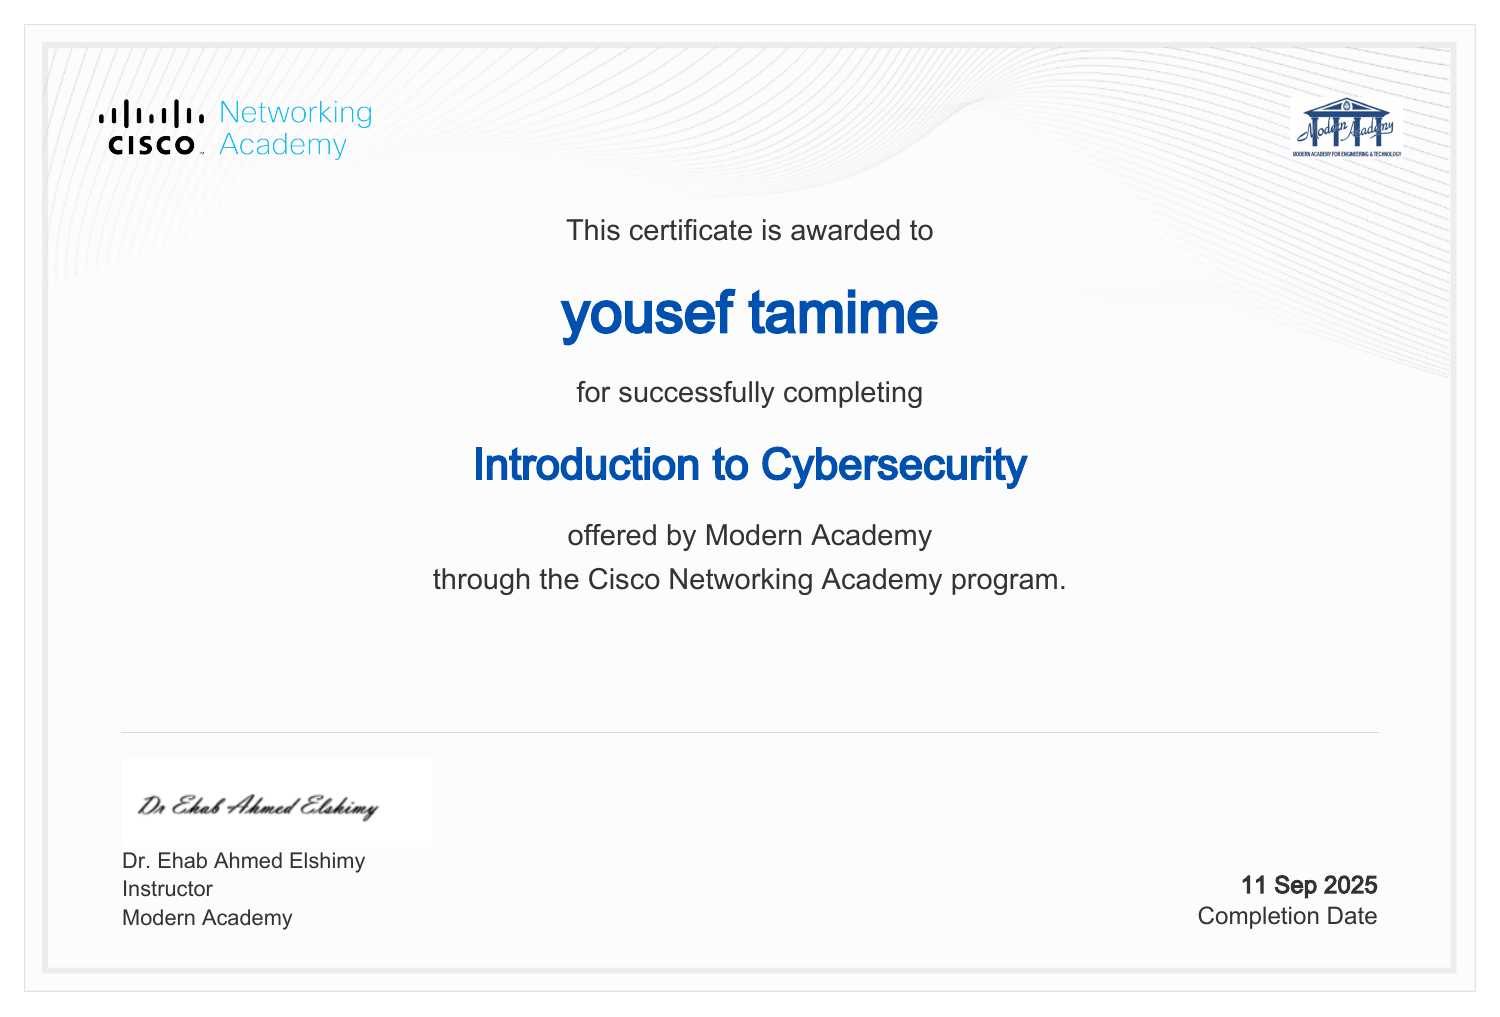 CISCO
Networking
Academy
Modern Academy
MODERN ACADEMY FOR ENGINEERING & TECHNOLOGY
This certificate is awarded to
yousef tamime
for successfully completing
Introduction to Cybersecurity
offered by Modern Academy
through the Cisco Networking Academy program.
Dr Ehab Ahmed Elshimy
Dr. Ehab Ahmed Elshimy
Instructor
Modern Academy
11 Sep 2025
Completion Date